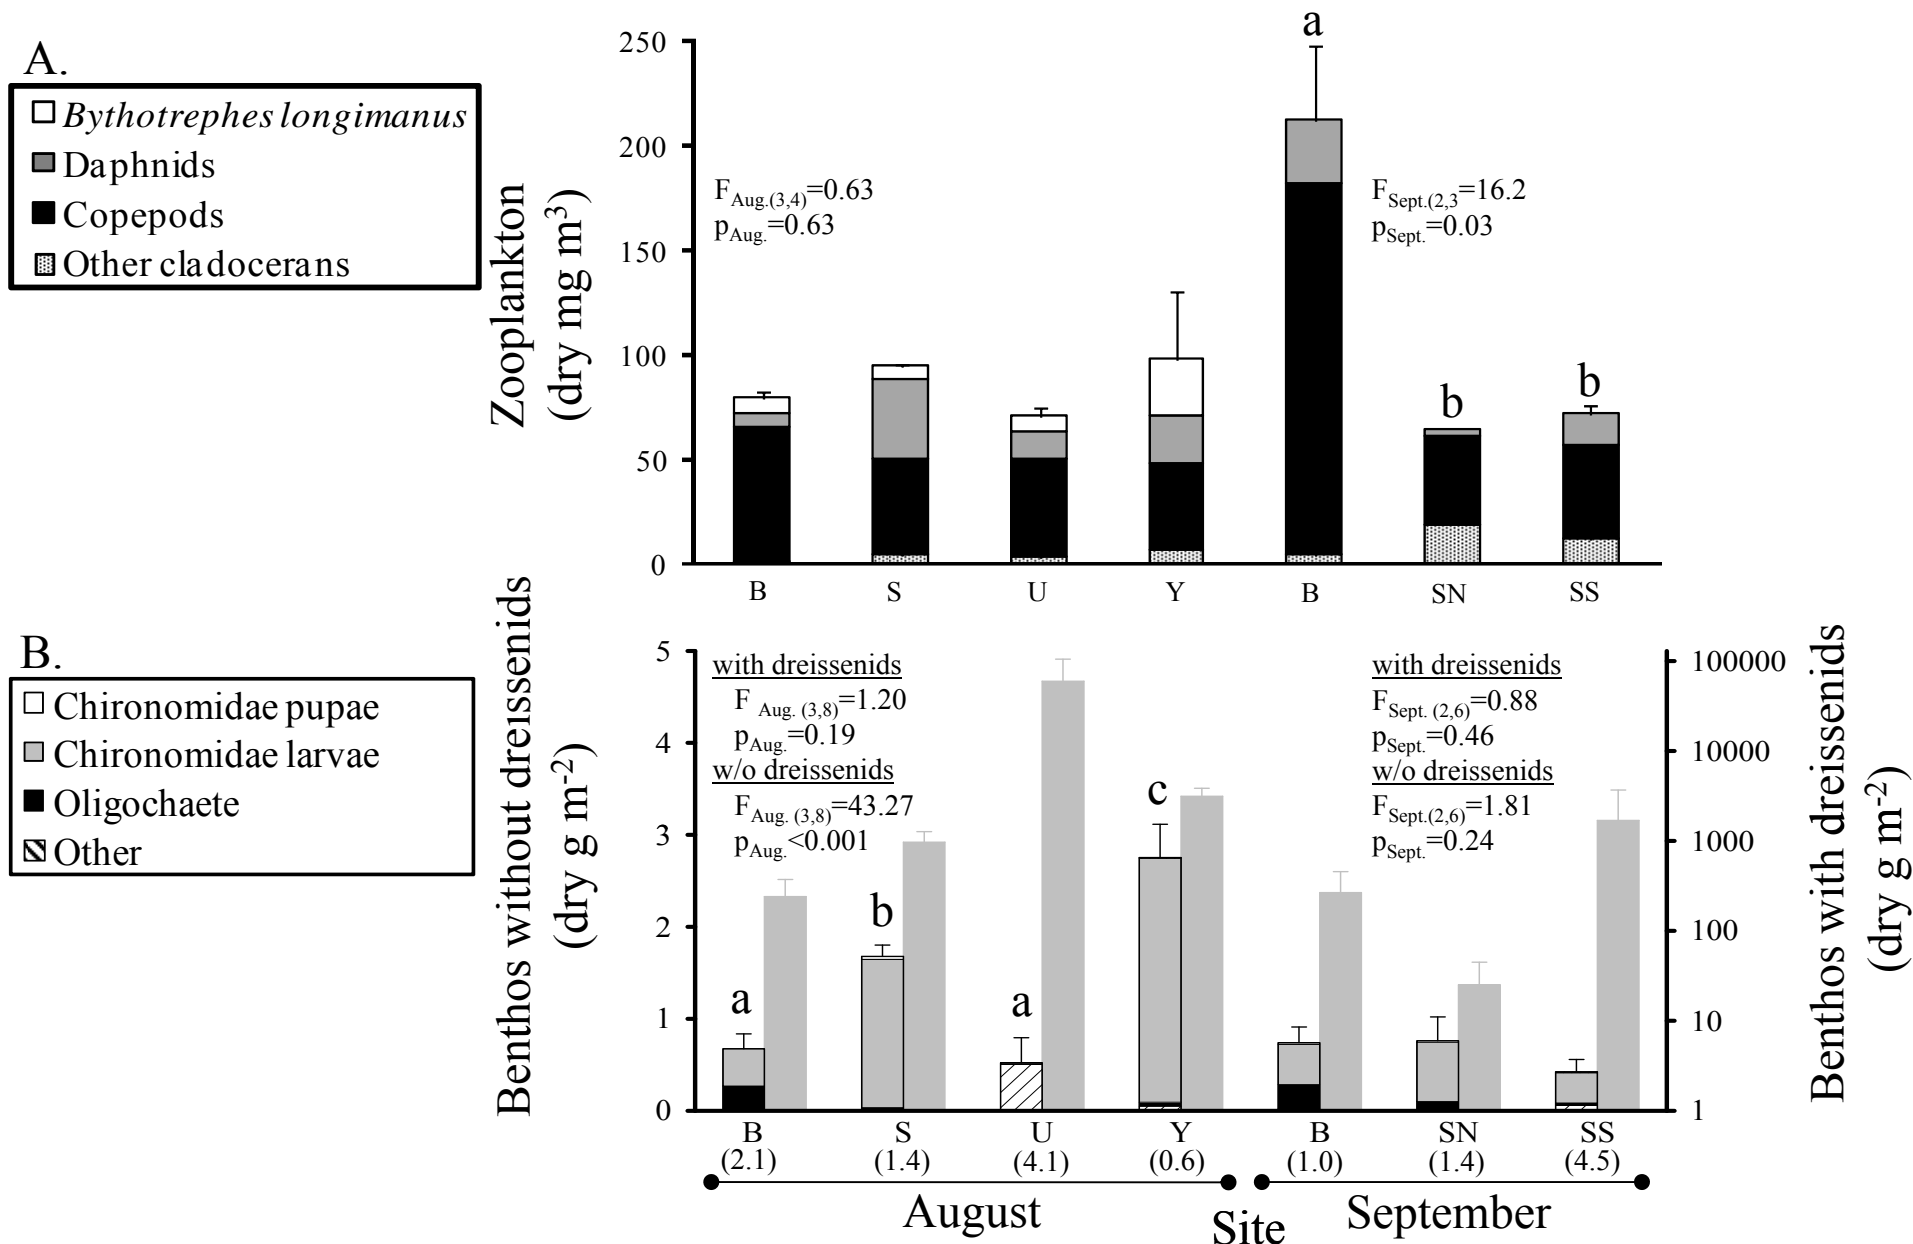 A.
Bythotrephes longimanus
Daphnids
Copepods
Other cladocerans
Zooplankton
(dry mg m3)
250
200
150
100
50
0
FAug.(3,4)=0.63
pAug.=0.63
a
FSept.(2,3=16.2
pSept.=0.03
b
b
B S U Y B SN SS
B.
Chironomidae pupae
Chironomidae larvae
Oligochaete
Other
Benthos without dreissenids
(dry g m-2)
5
4
3
2
1
0
with dreissenids
F Aug. (3,8)=1.20
pAug.=0.19
w/o dreissenids
FAug. (3,8)=43.27
pAug.<0.001
a
b
a
c
with dreissenids
FSept. (2,6)=0.88
pSept.=0.46
w/o dreissenids
FSept.(2,6)=1.81
pSept.=0.24
100000
10000
1000
100
10
1
Benthos with dreissenids
(dry g m-2)
B S U Y B SN SS
(2.1) (1.4) (4.1) (0.6) (1.0) (1.4) (4.5)
August September
Site